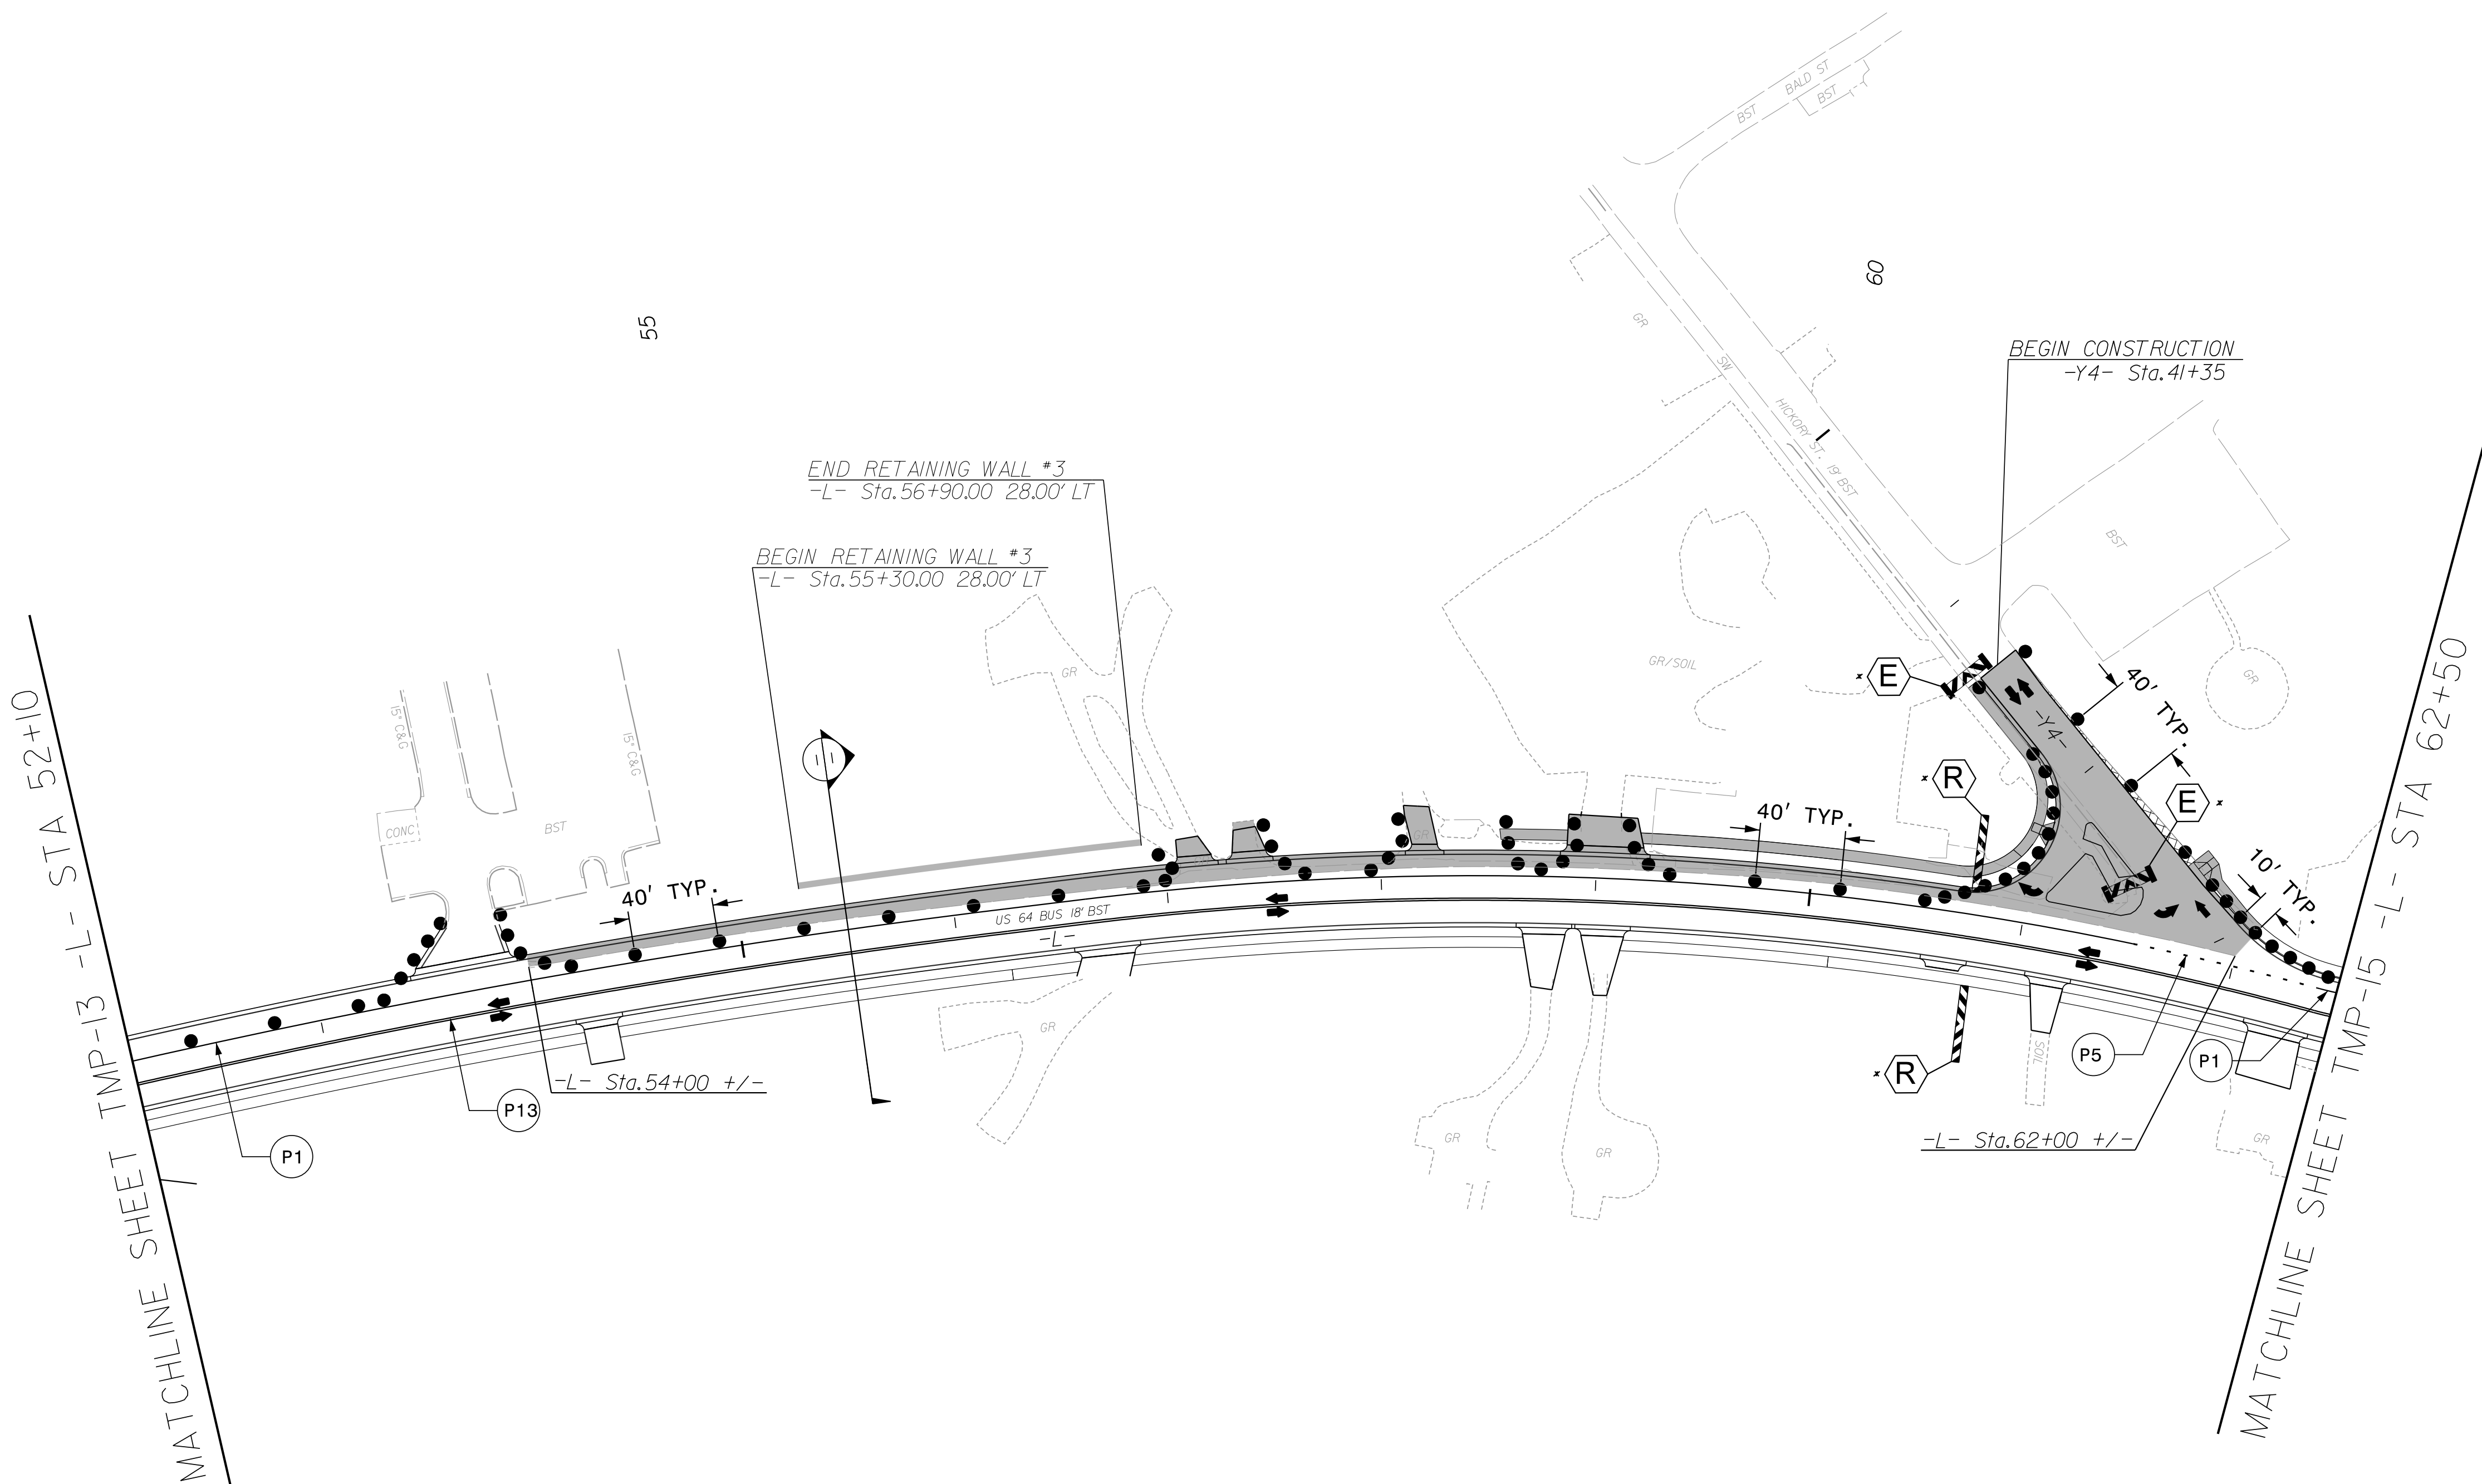 BST
BALD ST
BST
55
60
GR
SW
HICKORY ST. 19' BST
BEGIN CONSTRUCTION
-Y4- Sta.41+35
END RETAINING WALL #3
-L- Sta.56+90.00 28.00' LT
BEGIN RETAINING WALL #3
-L- Sta.55+30.00 28.00' LT
BST
GR
GR/SOIL
* E
40' TYP.
GR
-Y4-
15" C&G
15" C&G
CONC
BST
* R
E *
40' TYP.
GR
40' TYP.
10' TYP.
US 64 BUS 18' BST
-L-
GR
P13
P1
-L- Sta.54+00 +/-
P5
P1
* R
SOIL
-L- Sta.62+00 +/-
GR
GR
GR
MATCHLINE SHEET TMP-13 -L- STA 52+10
MATCHLINE SHEET TMP-15 -L- STA 62+50